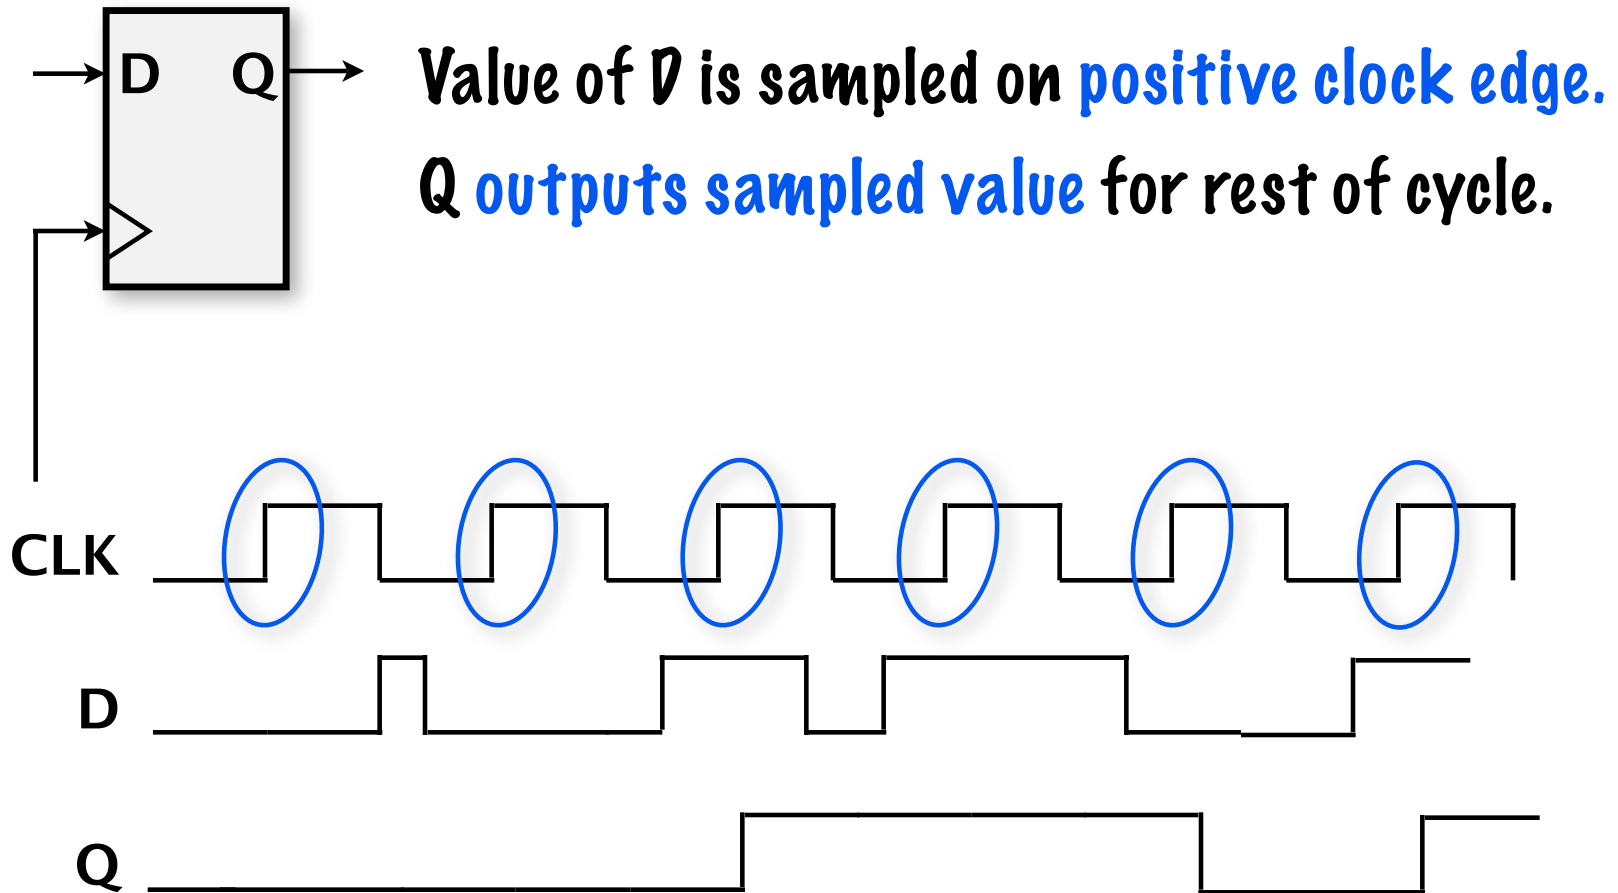 D Q
Value of D is sampled on positive clock edge.
Q outputs sampled value for rest of cycle.
CLK
D
Q